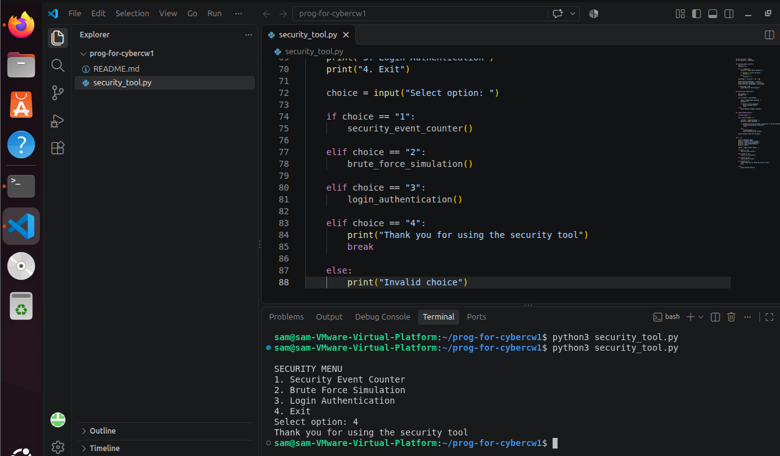 File Edit Selection View Go Run ···
prog-for-cybercw1
Explorer ···
prog-for-cybercw1
README.md
security_tool.py
Outline
Timeline
security_tool.py
security_tool.py
69 print("3. Login Authentication")
70 print("4. Exit")
71
72 choice = input("Select option: ")
73
74 if choice == "1":
75 security_event_counter()
76
77 elif choice == "2":
78 brute_force_simulation()
79
80 elif choice == "3":
81 login_authentication()
82
83 elif choice == "4":
84 print("Thank you for using the security tool")
85 break
86
87 else:
88 print("Invalid choice")
Problems Output Debug Console Terminal Ports bash
sam@sam-VMware-Virtual-Platform:~/prog-for-cybercw1$ python3 security_tool.py
sam@sam-VMware-Virtual-Platform:~/prog-for-cybercw1$ python3 security_tool.py
SECURITY MENU
1. Security Event Counter
2. Brute Force Simulation
3. Login Authentication
4. Exit
Select option: 4
Thank you for using the security tool
sam@sam-VMware-Virtual-Platform:~/prog-for-cybercw1$